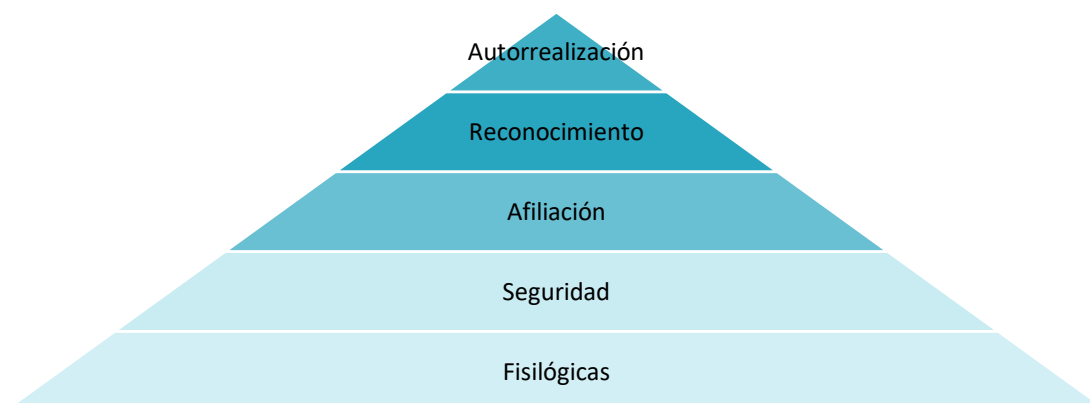 Autorrealización
Reconocimiento
Afiliación
Seguridad
Fisilógicas